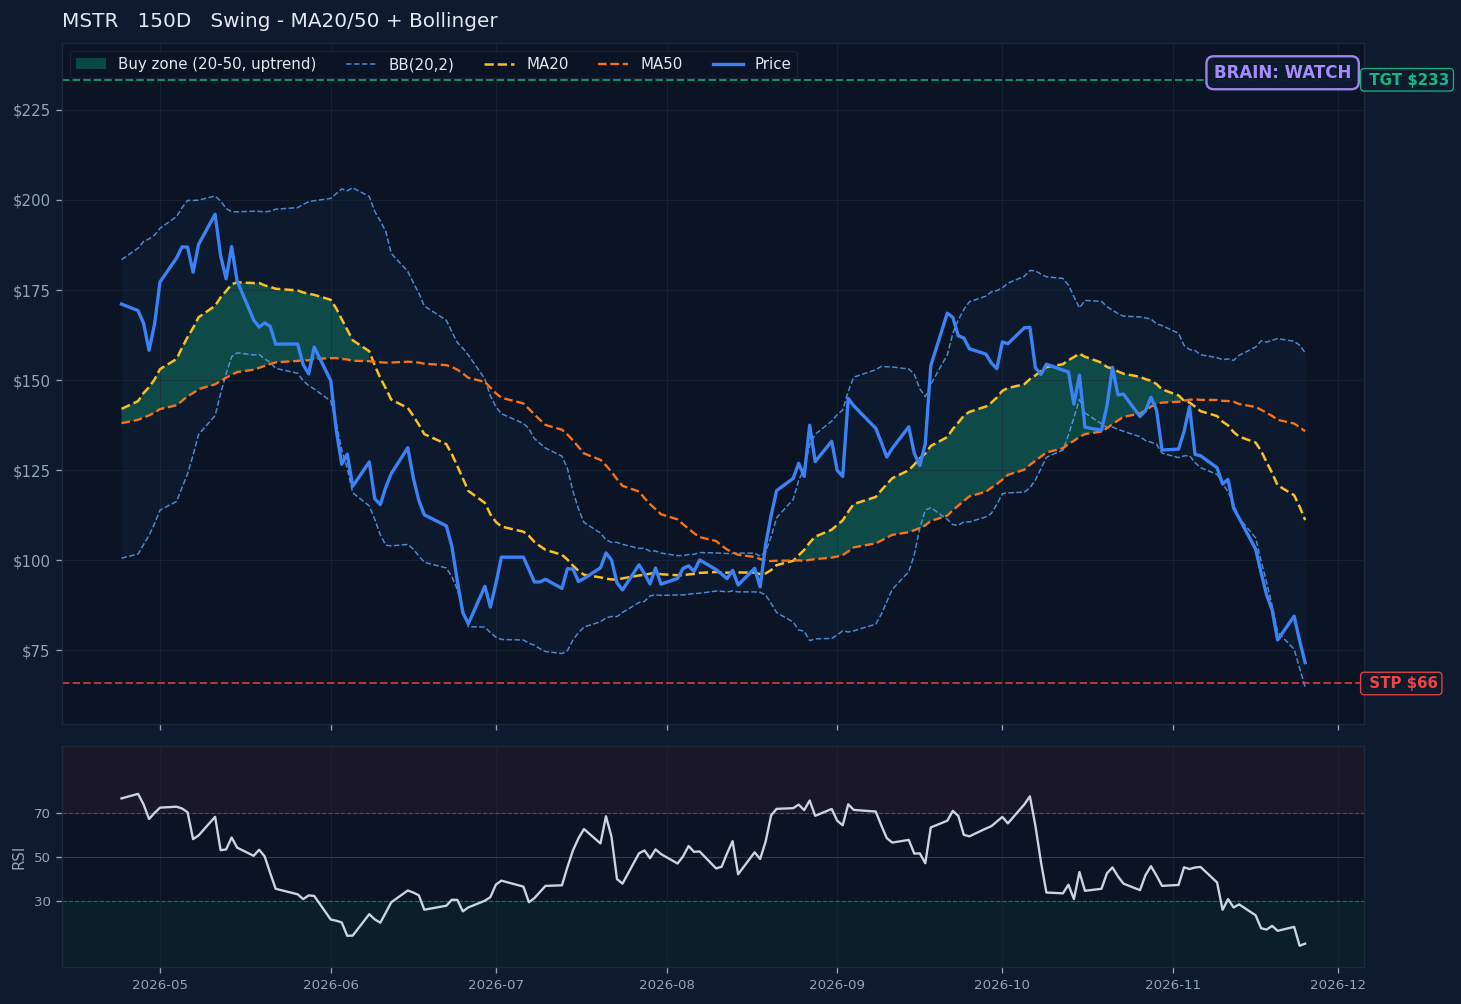 MSTR   150D   Swing - MA20/50 + Bollinger
Buy zone (20-50, uptrend)   BB(20,2)   MA20   MA50   Price
BRAIN: WATCH
TGT $233
$225
$200
$175
$150
$125
$100
$75
STP $66
RSI
70
50
30
2026-05   2026-06   2026-07   2026-08   2026-09   2026-10   2026-11   2026-12